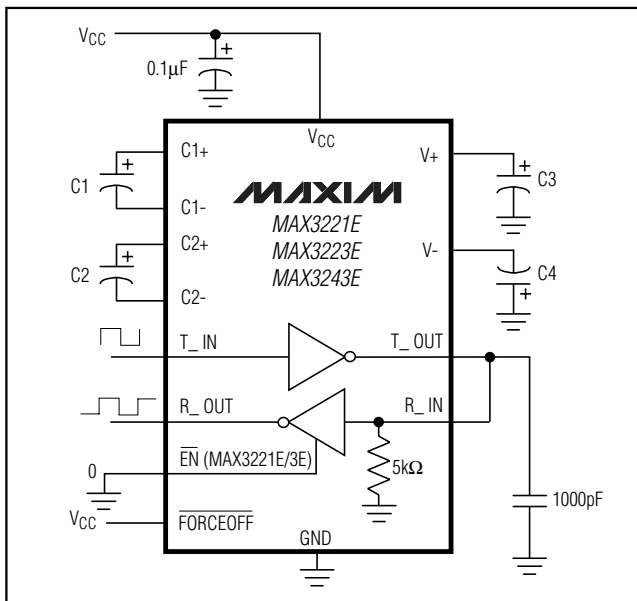 VCC
+
0.1μF
VCC
C1+
+
C1
C1-
C2+
+
C2
C2-
MAXIM
MAX3221E
MAX3223E
MAX3243E
V+
+
C3
V-
C4
+
T_ IN
T_ OUT
R_ OUT
R_ IN
0
EN (MAX3221E/3E)
5kΩ
1000pF
VCC
FORCEOFF
GND